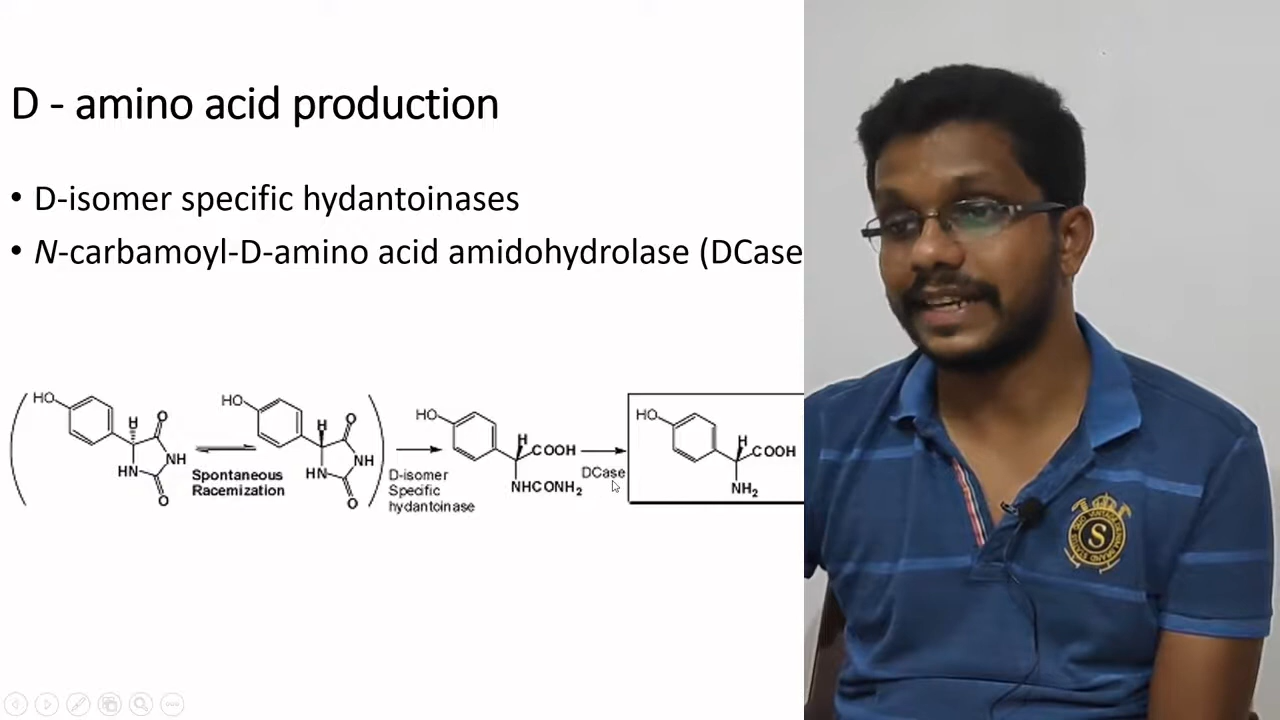 D - amino acid production
• D-isomer specific hydantoinases
• N-carbamoyl-D-amino acid amidohydrolase (DCase
HO
H
O
HN
NH
O
Spontaneous
Racemization
HO
H
O
HN
NH
O
D-isomer
Specific
hydantoinase
HO
H
COOH
NHCONH₂
DCase
HO
H
COOH
NH₂
S